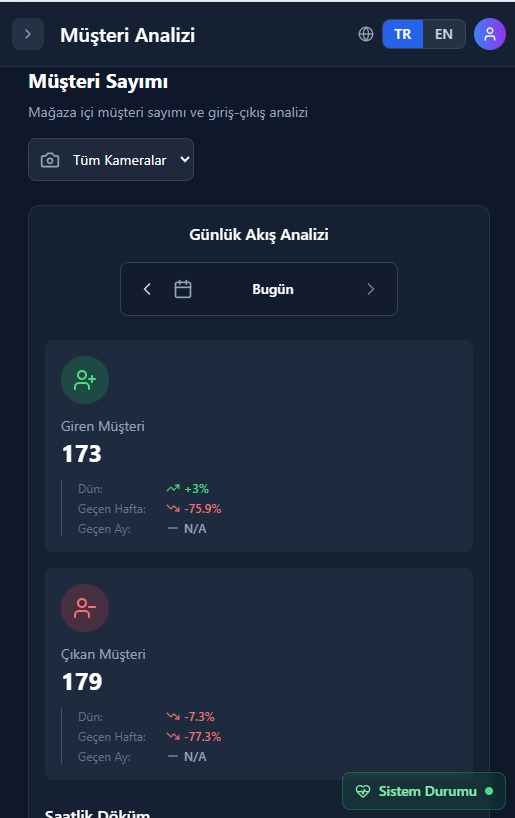 Müşteri Analizi
TR EN
Müşteri Sayımı
Mağaza içi müşteri sayımı ve giriş-çıkış analizi
Tüm Kameralar
Günlük Akış Analizi
Bugün
Giren Müşteri
173
Dün: +3%
Geçen Hafta: -75.9%
Geçen Ay: N/A
Çıkan Müşteri
179
Dün: -7.3%
Geçen Hafta: -77.3%
Geçen Ay: N/A
Sistem Durumu
Saatlik Döküm